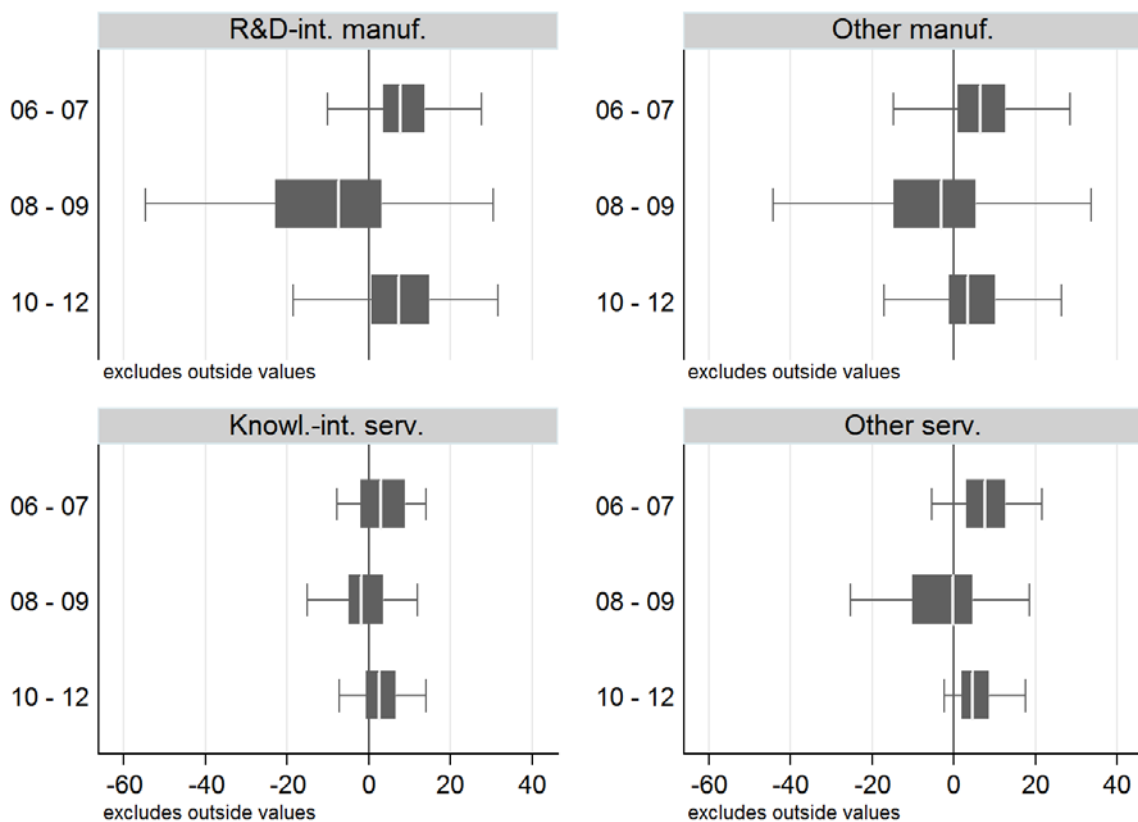 R&D-int. manuf.
06 - 07
08 - 09
10 - 12
excludes outside values
Other manuf.
06 - 07
08 - 09
10 - 12
excludes outside values
Knowl.-int. serv.
06 - 07
08 - 09
10 - 12
-60 -40 -20 0 20 40
excludes outside values
Other serv.
06 - 07
08 - 09
10 - 12
-60 -40 -20 0 20 40
excludes outside values